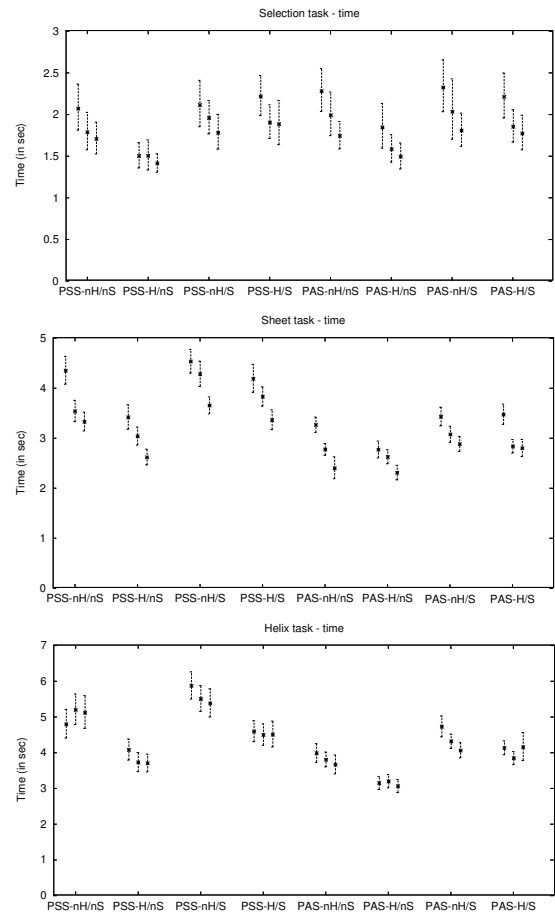 Selection task - time
3
2.5
2
1.5
1
0.5
0
Time (in sec)
PSS-nH/nS PSS-H/nS PSS-nH/S PSS-H/S PAS-nH/nS PAS-H/nS PAS-nH/S PAS-H/S
Sheet task - time
5
4
3
2
1
0
Time (in sec)
PSS-nH/nS PSS-H/nS PSS-nH/S PSS-H/S PAS-nH/nS PAS-H/nS PAS-nH/S PAS-H/S
Helix task - time
7
6
5
4
3
2
1
0
Time (in sec)
PSS-nH/nS PSS-H/nS PSS-nH/S PSS-H/S PAS-nH/nS PAS-H/nS PAS-nH/S PAS-H/S